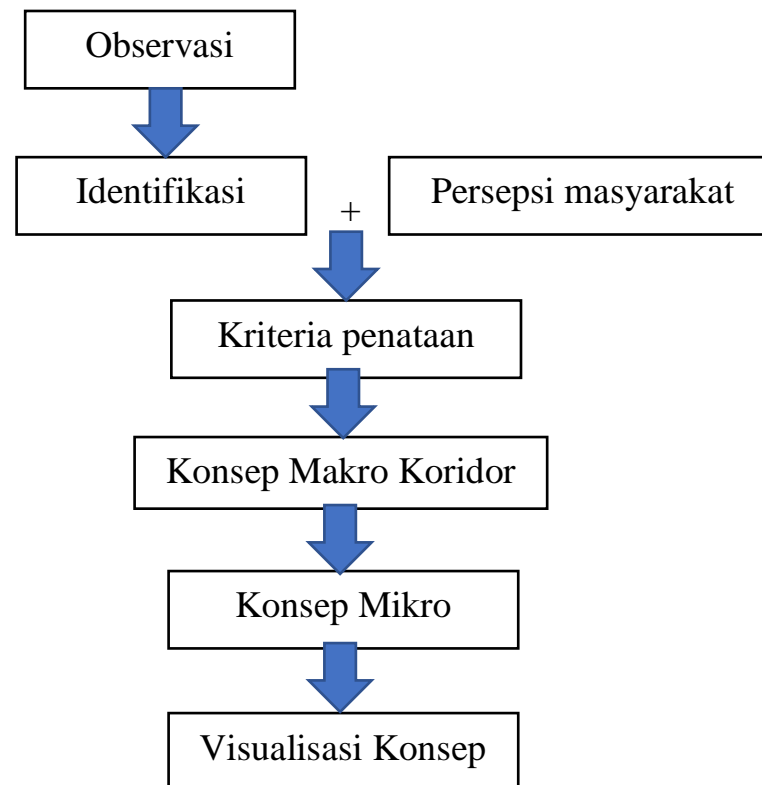 Observasi
Identifikasi
Persepsi masyarakat
+
Kriteria penataan
Konsep Makro Koridor
Konsep Mikro
Visualisasi Konsep